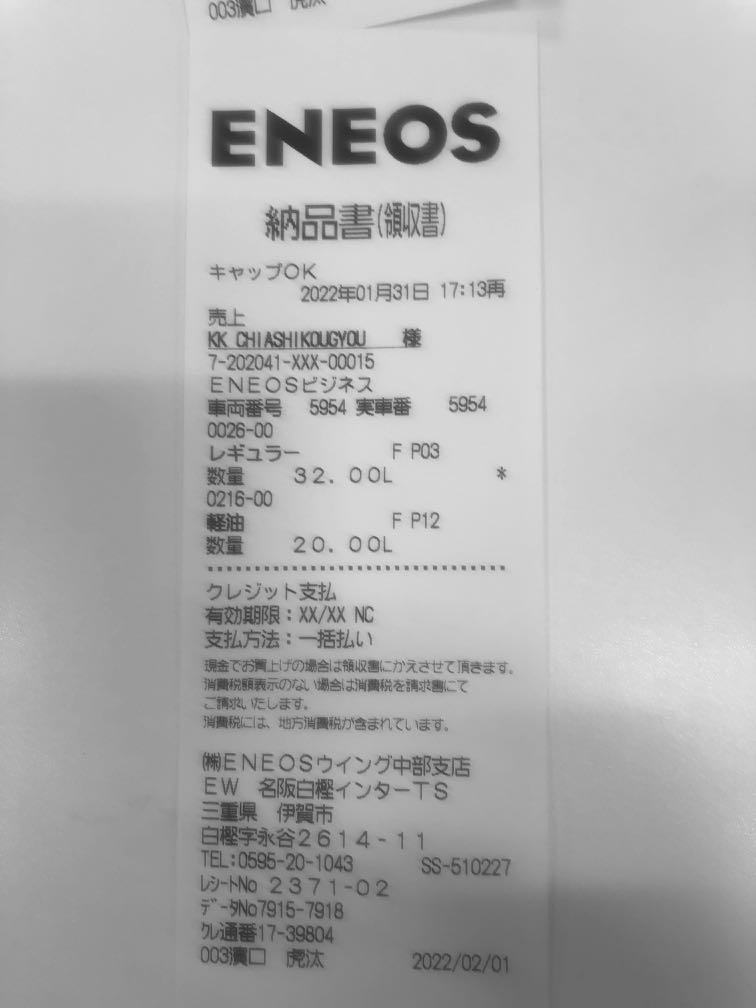 003濵口 虎汰
ENEOS
納品書(領収書)
キャップOK
2022年01月31日 17:13再
売上
KK CHIASHIKOUGYOU 様
7-202041-XXX-00015
ENEOSビジネス
車両番号 5954 実車番 5954
0026-00
レギュラー F P03
数量 32.00L *
0216-00
軽油 F P12
数量 20.00L
クレジット支払
有効期限:XX/XX NC
支払方法:一括払い
現金でお買上げの場合は領収書にかえさせて頂きます。
消費税額表示のない場合は消費税を請求書にて
ご請求いたします。
消費税には、地方消費税が含まれています。
㈱ENEOSウイング中部支店
EW 名阪白樫インターTS
三重県 伊賀市
白樫字永谷2614-11
TEL:0595-20-1043 SS-510227
レシートNo 2371-02
データNo7915-7918
クレ通番17-39804
003濵口 虎汰 2022/02/01